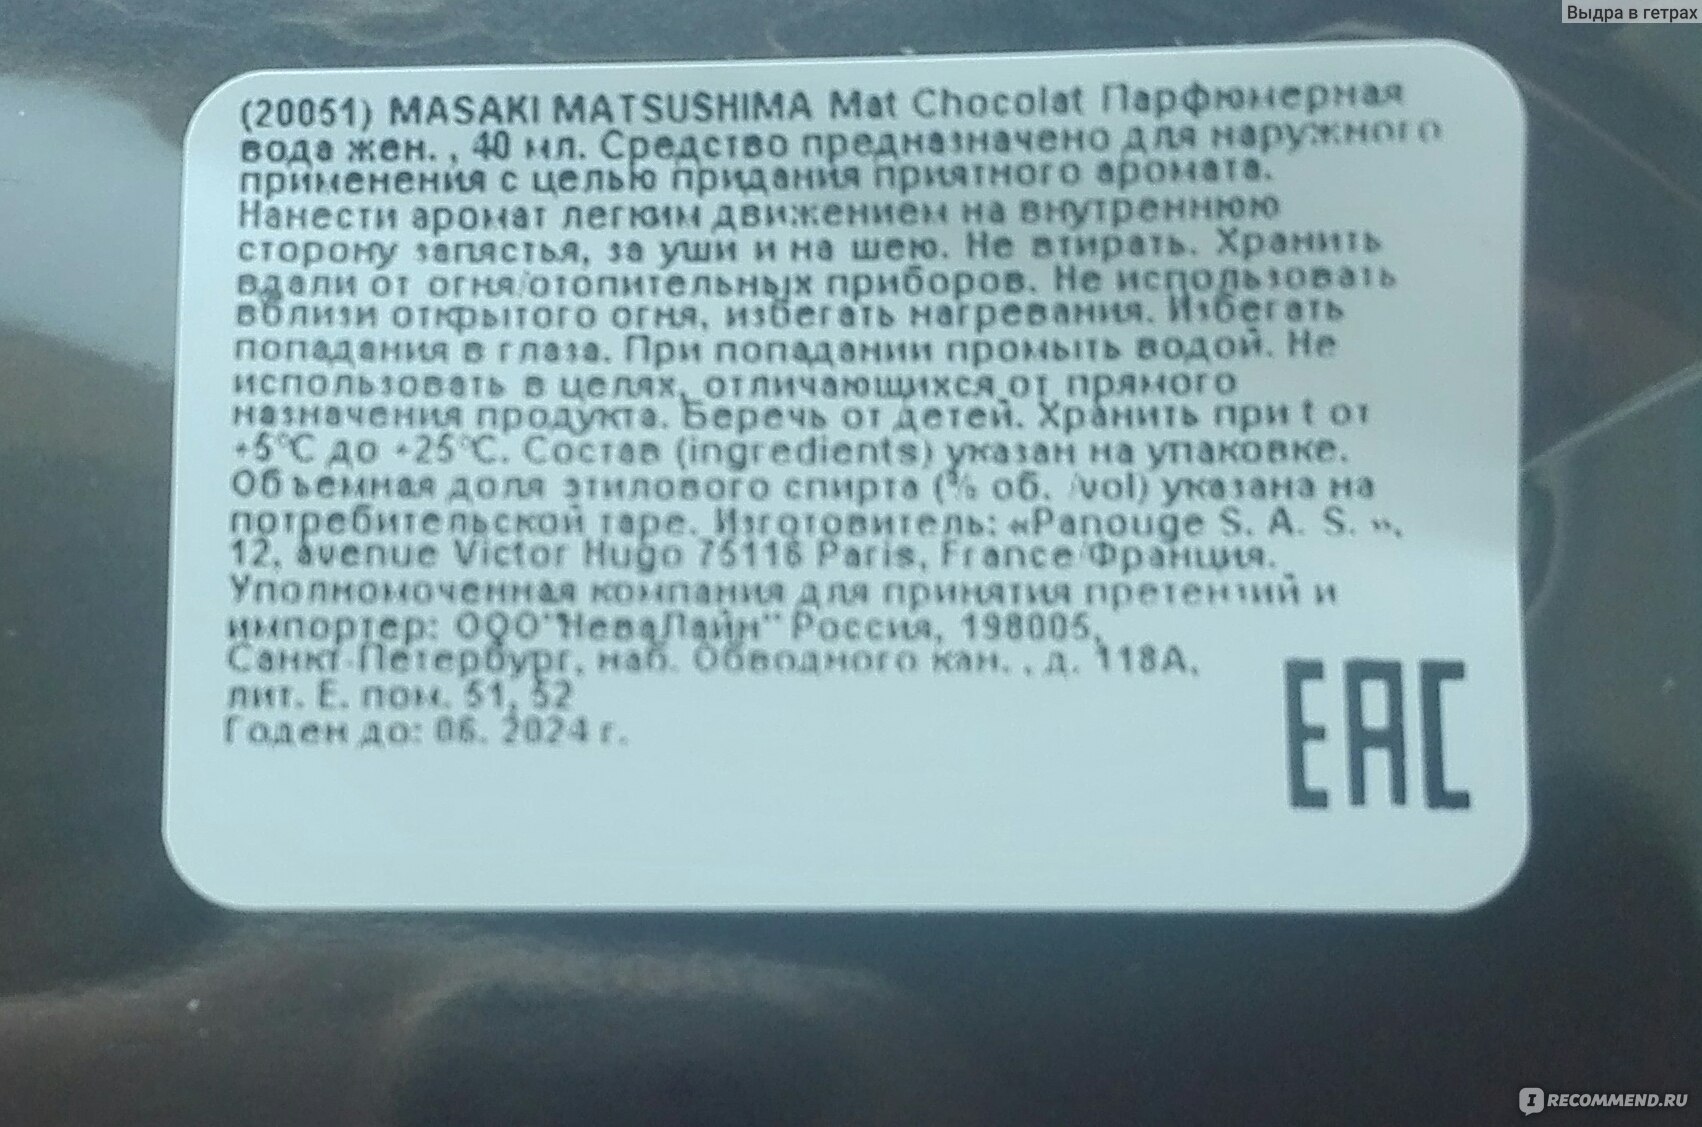 Выдра в гетрах
(20051) MASAKI MATSUSHIMA Mat Chocolat Парфюмерная
вода жен. , 40 мл. Средство предназначено для наружного
применения с целью придания приятного аромата.
Нанести аромат легким движением на внутреннюю
сторону запястья, за уши и на шею. Не втирать. Хранить
вдали от огня/отопительных приборов. Не использовать
вблизи открытого огня, избегать нагревания. Избегать
попадания в глаза. При попадании промыть водой. Не
использовать в целях, отличающихся от прямого
назначения продукта. Беречь от детей. Хранить при t от
+5°C до +25°C. Состав (ingredients) указан на упаковке.
Объемная доля этилового спирта (% об. /vol) указана на
потребительской таре. Изготовитель: «Panouge S. A. S. »,
12, avenue Victor Hugo 75116 Paris, France/Франция.
Уполномоченная компания для принятия претензий и
импортер: ООО"НеваЛайн" Россия, 198005,
Санкт-Петербург, наб. Обводного кан. , д. 118А,
лит. Е. пом. 51, 52
Годен до: 06. 2024 г.
EAC
IRECOMMEND.RU